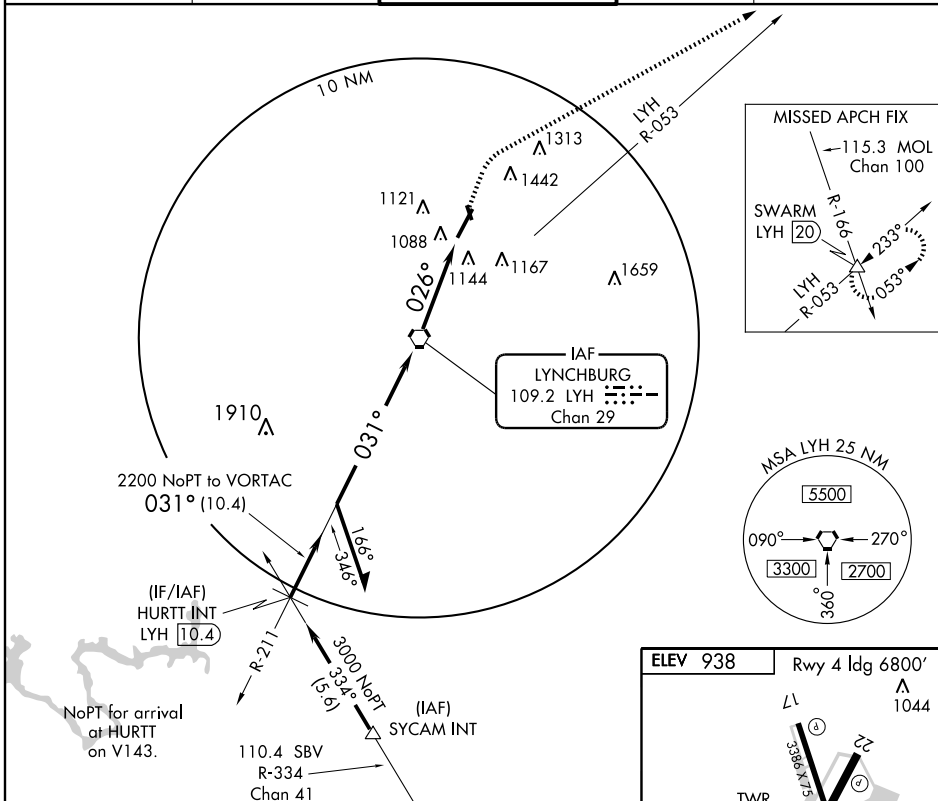 10 NM
LYH
R-053
1313
1442
1121
1088
1144
1167
1659
026°
MISSED APCH FIX
115.3 MOL
Chan 100
R-166
SWARM
LYH 20
233°
053°
LYH
R-053
IAF
LYNCHBURG
109.2 LYH
Chan 29
1910
031°
2200 NoPT to VORTAC
031° (10.4)
166°
346°
(IF/IAF)
HURTT INT
LYH 10.4
R-211
3000 NoPT
334°
(5.6)
(IAF)
SYCAM INT
NoPT for arrival
at HURTT
on V143.
110.4 SBV
R-334
Chan 41
MSA LYH 25 NM
5500
090°
270°
3300
2700
360°
ELEV 938
Rwy 4 ldg 6800'
1044
17
P
22
P
3386 X 75
TWR